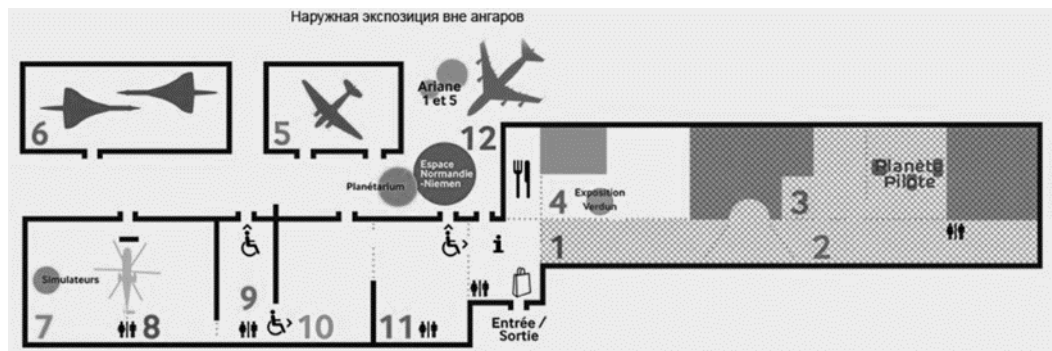 Наружная экспозиция вне ангаров
Ariane
1 et 5
6
5
12
Espace
Normandie
-Niemen
Planétarium
4
Exposition
Verdun
3
Planète
Pilote
1
2
i
Simulateurs
7
8
9
10
11
Entrée /
Sortie